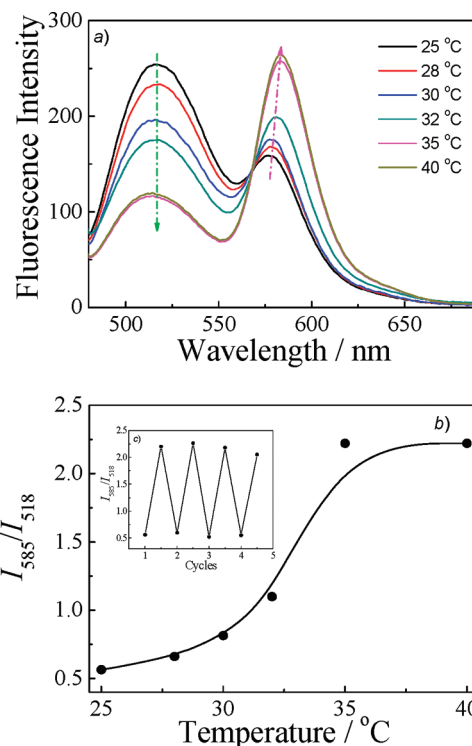 a)
Fluorescence Intensity
300
200
100
0
25 °C
28 °C
30 °C
32 °C
35 °C
40 °C
500 550 600 650
Wavelength / nm
b)
I585/I518
2.5
2.0
1.5
1.0
0.5
c)
I585/I518
2.5
2.0
1.5
1.0
0.5
1 2 3 4 5
Cycles
25 30 35 40
Temperature / °C